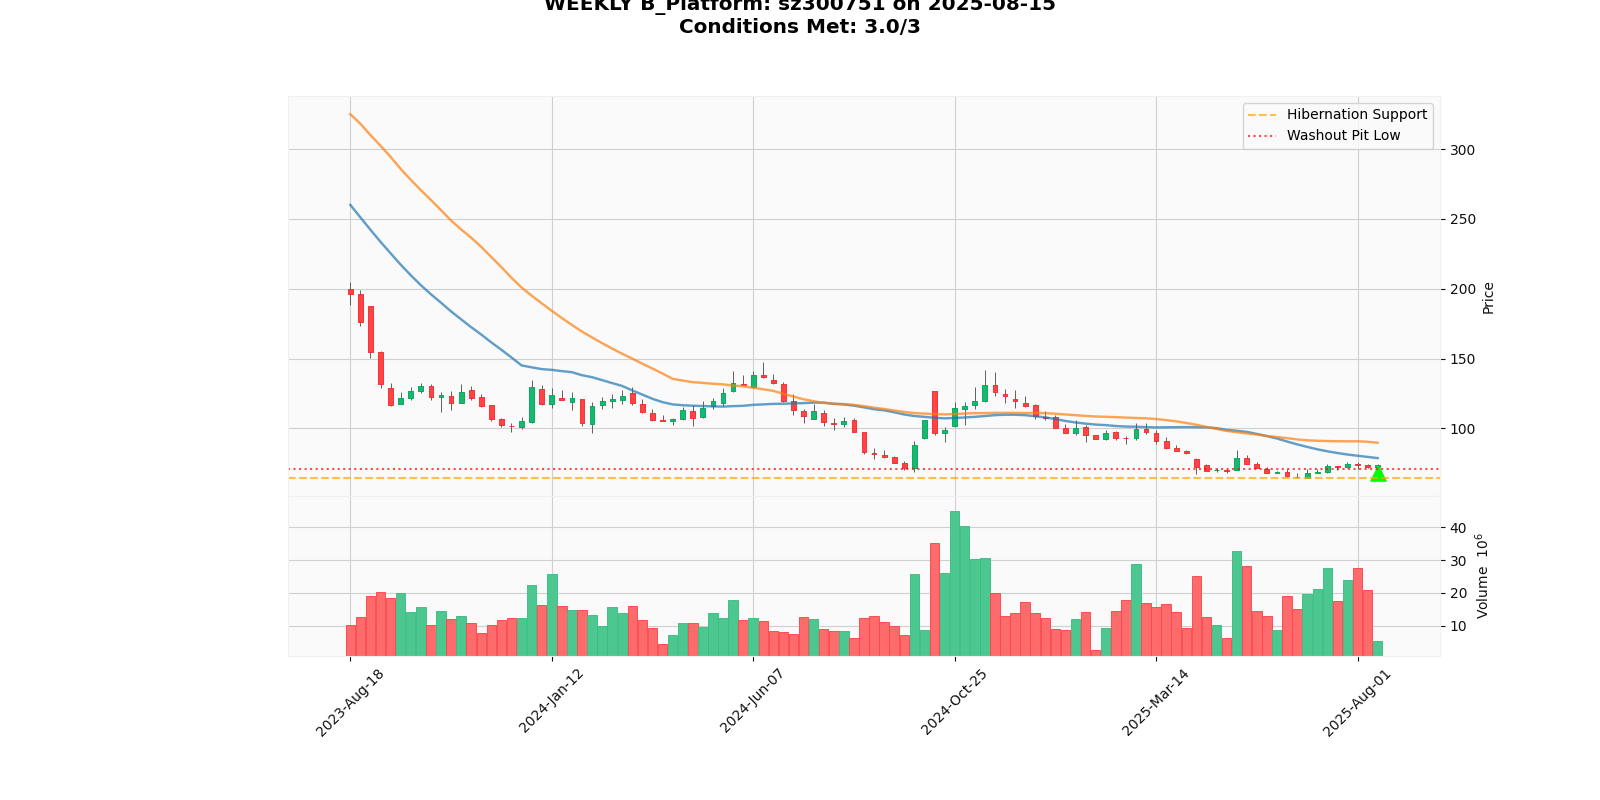 WEEKLY B_Platform: sz300751 on 2025-08-15
Conditions Met: 3.0/3
Hibernation Support
Washout Pit Low
300
250
200
150
100
Price
40
30
20
10
Volume 10⁶
2023-Aug-18
2024-Jan-12
2024-Jun-07
2024-Oct-25
2025-Mar-14
2025-Aug-01